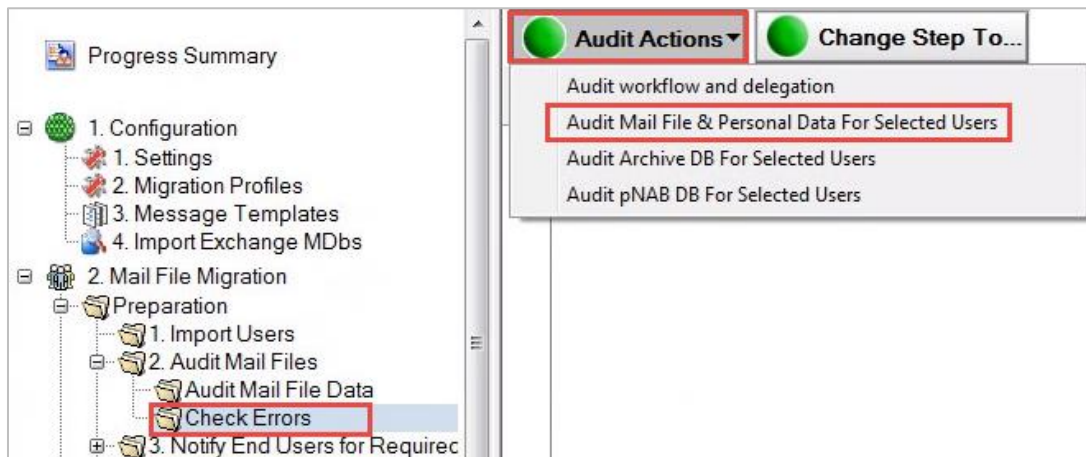 Progress Summary
1. Configuration
1. Settings
2. Migration Profiles
3. Message Templates
4. Import Exchange MDbs
2. Mail File Migration
Preparation
1. Import Users
2. Audit Mail Files
Audit Mail File Data
Check Errors
3. Notify End Users for Required
Audit Actions
Change Step To...
Audit workflow and delegation
Audit Mail File & Personal Data For Selected Users
Audit Archive DB For Selected Users
Audit pNAB DB For Selected Users